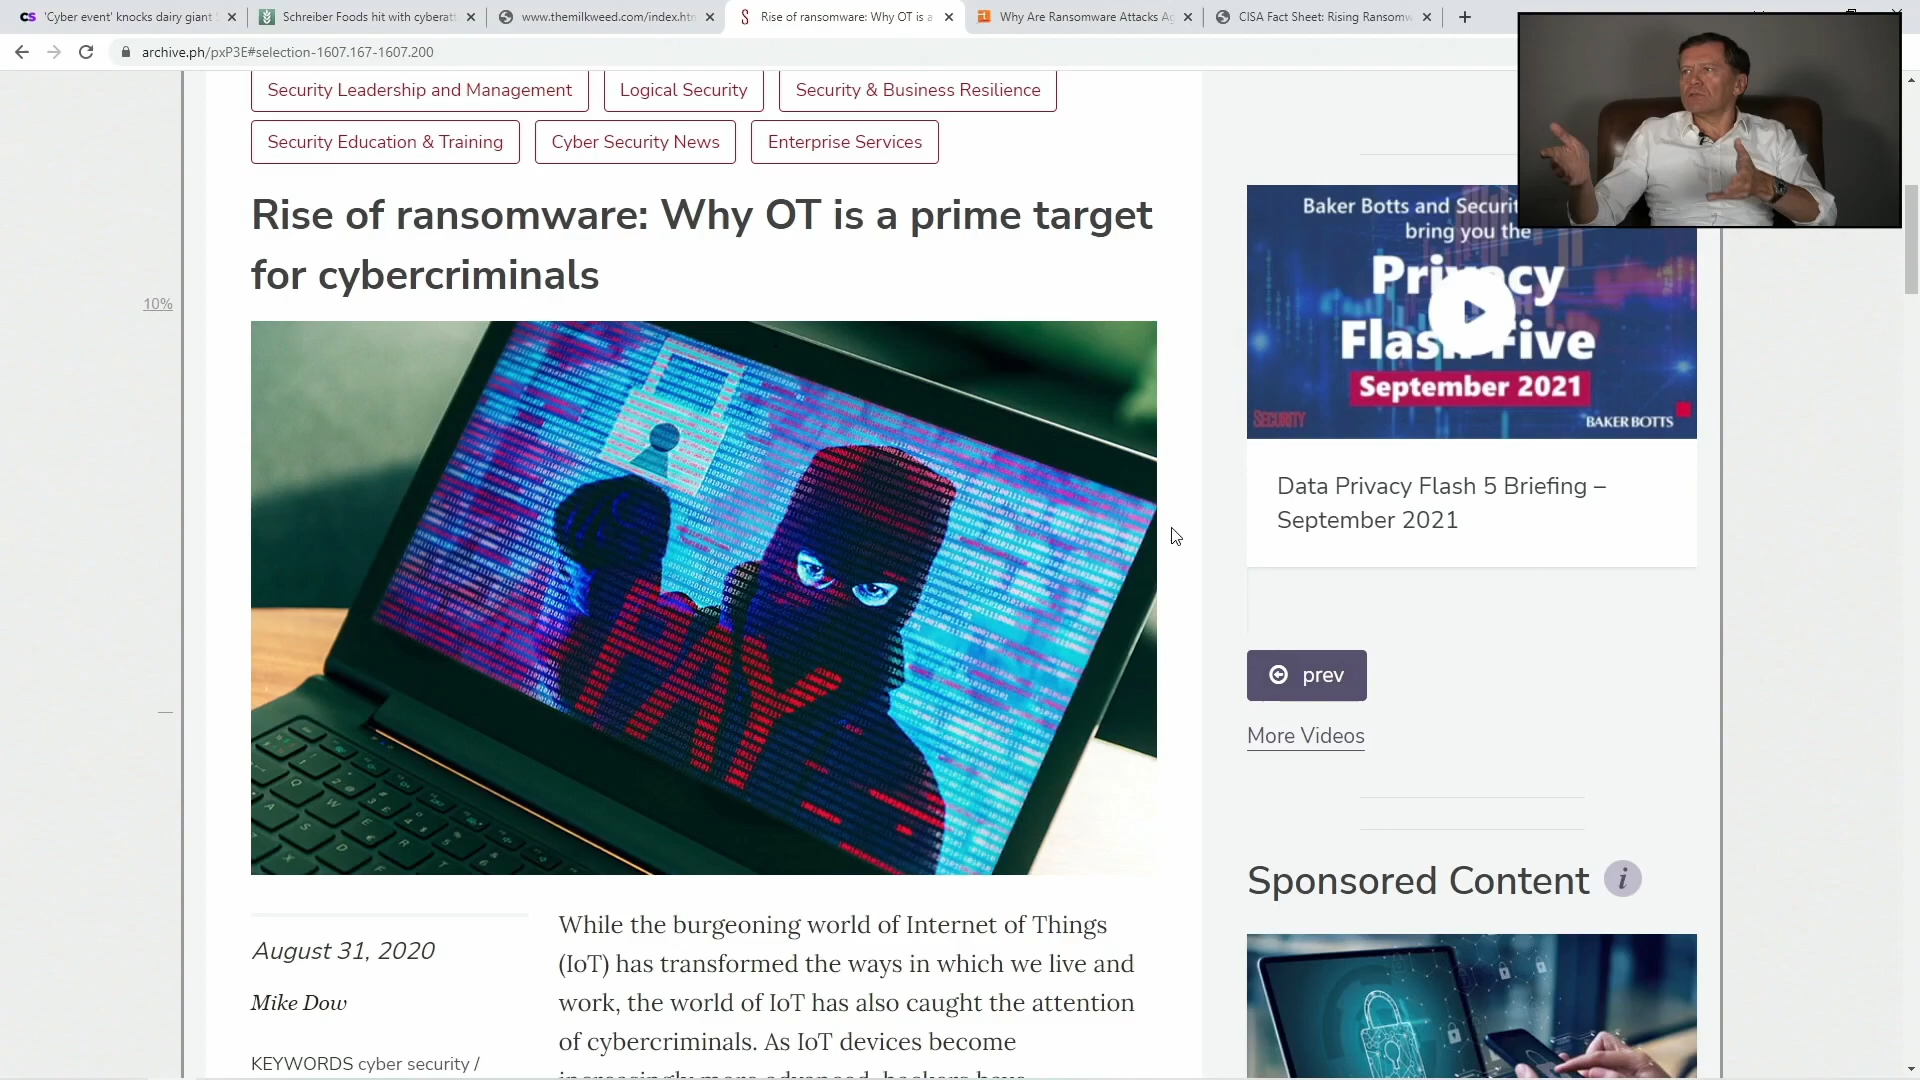 'Cyber event' knocks dairy giant
Schreiber Foods hit with cyberatt
www.themilkweed.com/index.htm
Rise of ransomware: Why OT is a
Why Are Ransomware Attacks Ag
CISA Fact Sheet: Rising Ransomw
archive.ph/pxP3E#selection-1607.167-1607.200
Security Leadership and Management
Logical Security
Security & Business Resilience
Security Education & Training
Cyber Security News
Enterprise Services
Rise of ransomware: Why OT is a prime target
for cybercriminals
10%
PAY
August 31, 2020
Mike Dow
KEYWORDS cyber security /
While the burgeoning world of Internet of Things
(IoT) has transformed the ways in which we live and
work, the world of IoT has also caught the attention
of cybercriminals. As IoT devices become
Baker Botts and Securit
bring you the
Privacy
Flash Five
September 2021
SECURITY
BAKER BOTTS
Data Privacy Flash 5 Briefing –
September 2021
prev
More Videos
Sponsored Content i